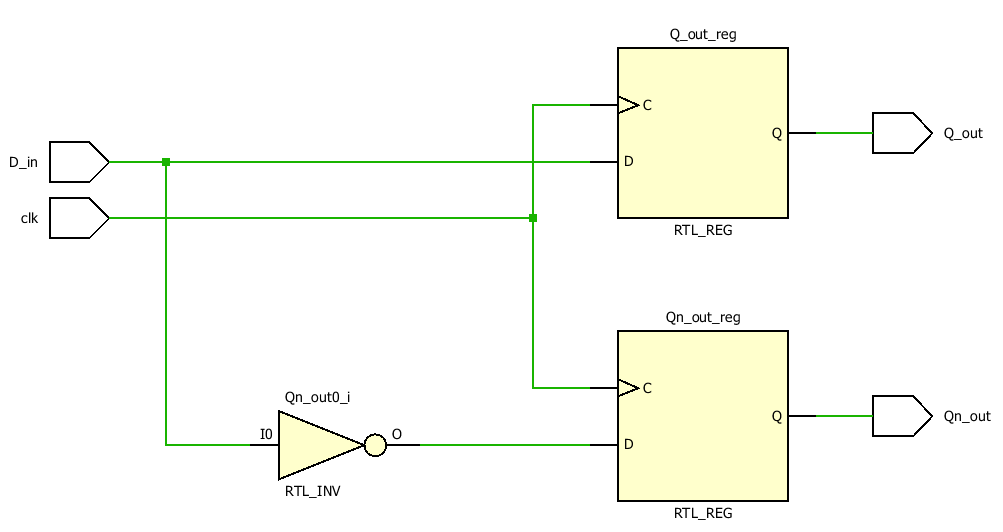 Q_out_reg
C
D_in
D
Q
Q_out
clk
RTL_REG
Qn_out_reg
C
Qn_out0_i
I0
O
D
Q
Qn_out
RTL_INV
RTL_REG